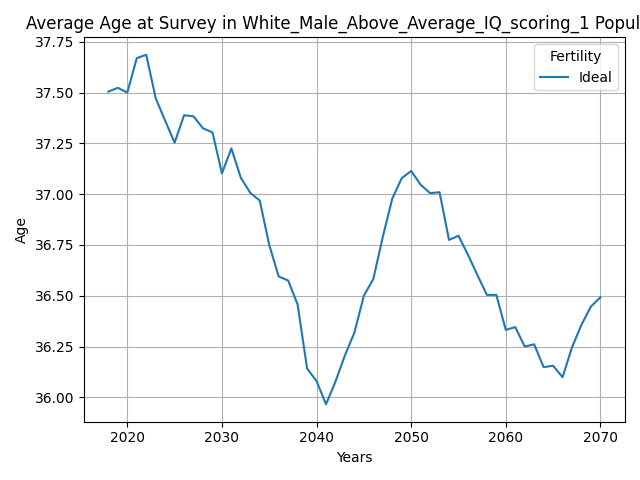 Average Age at Survey in White_Male_Above_Average_IQ_scoring_1 Popul
37.75
37.50
37.25
37.00
36.75
36.50
36.25
36.00
Age
Fertility
Ideal
2020 2030 2040 2050 2060 2070
Years